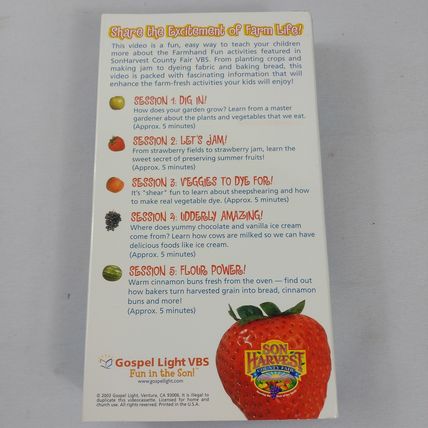 Share the Excitement of Farm Life!
This video is a fun, easy way to teach your children
more about the Farmhand Fun activities featured in
SonHarvest County Fair VBS. From planting crops and
making jam to dyeing fabric and baking bread, this
video is packed with fascinating information that will
enhance the farm-fresh activities your kids will enjoy!
SESSION 1: DIG IN!
How does your garden grow? Learn from a master
gardener about the plants and vegetables that we eat.
(Approx. 5 minutes)
SESSION 2: LET'S JAM!
From strawberry fields to strawberry jam, learn the
sweet secret of preserving summer fruits!
(Approx. 5 minutes)
SESSION 3: VEGGIES TO DYE FOR!
It's "shear" fun to learn about sheepshearing and how
to make real vegetable dye. (Approx. 5 minutes)
SESSION 4: UDDERLY AMAZING!
Where does yummy chocolate and vanilla ice cream
come from? Learn how cows are milked so we can have
delicious foods like ice cream.
(Approx. 5 minutes)
SESSION 5: FLOUR POWER!
Warm cinnamon buns fresh from the oven — find out
how bakers turn harvested grain into bread, cinnamon
buns and more!
(Approx. 5 minutes)
Gospel Light VBS
Fun in the Son!
www.gospellight.com
SON
HARVEST
COUNTY FAIR
© 2003 Gospel Light, Ventura, CA 93006. It is illegal to
duplicate this videocassette. Licensed for home and
church use. All rights reserved. Printed in the U.S.A.